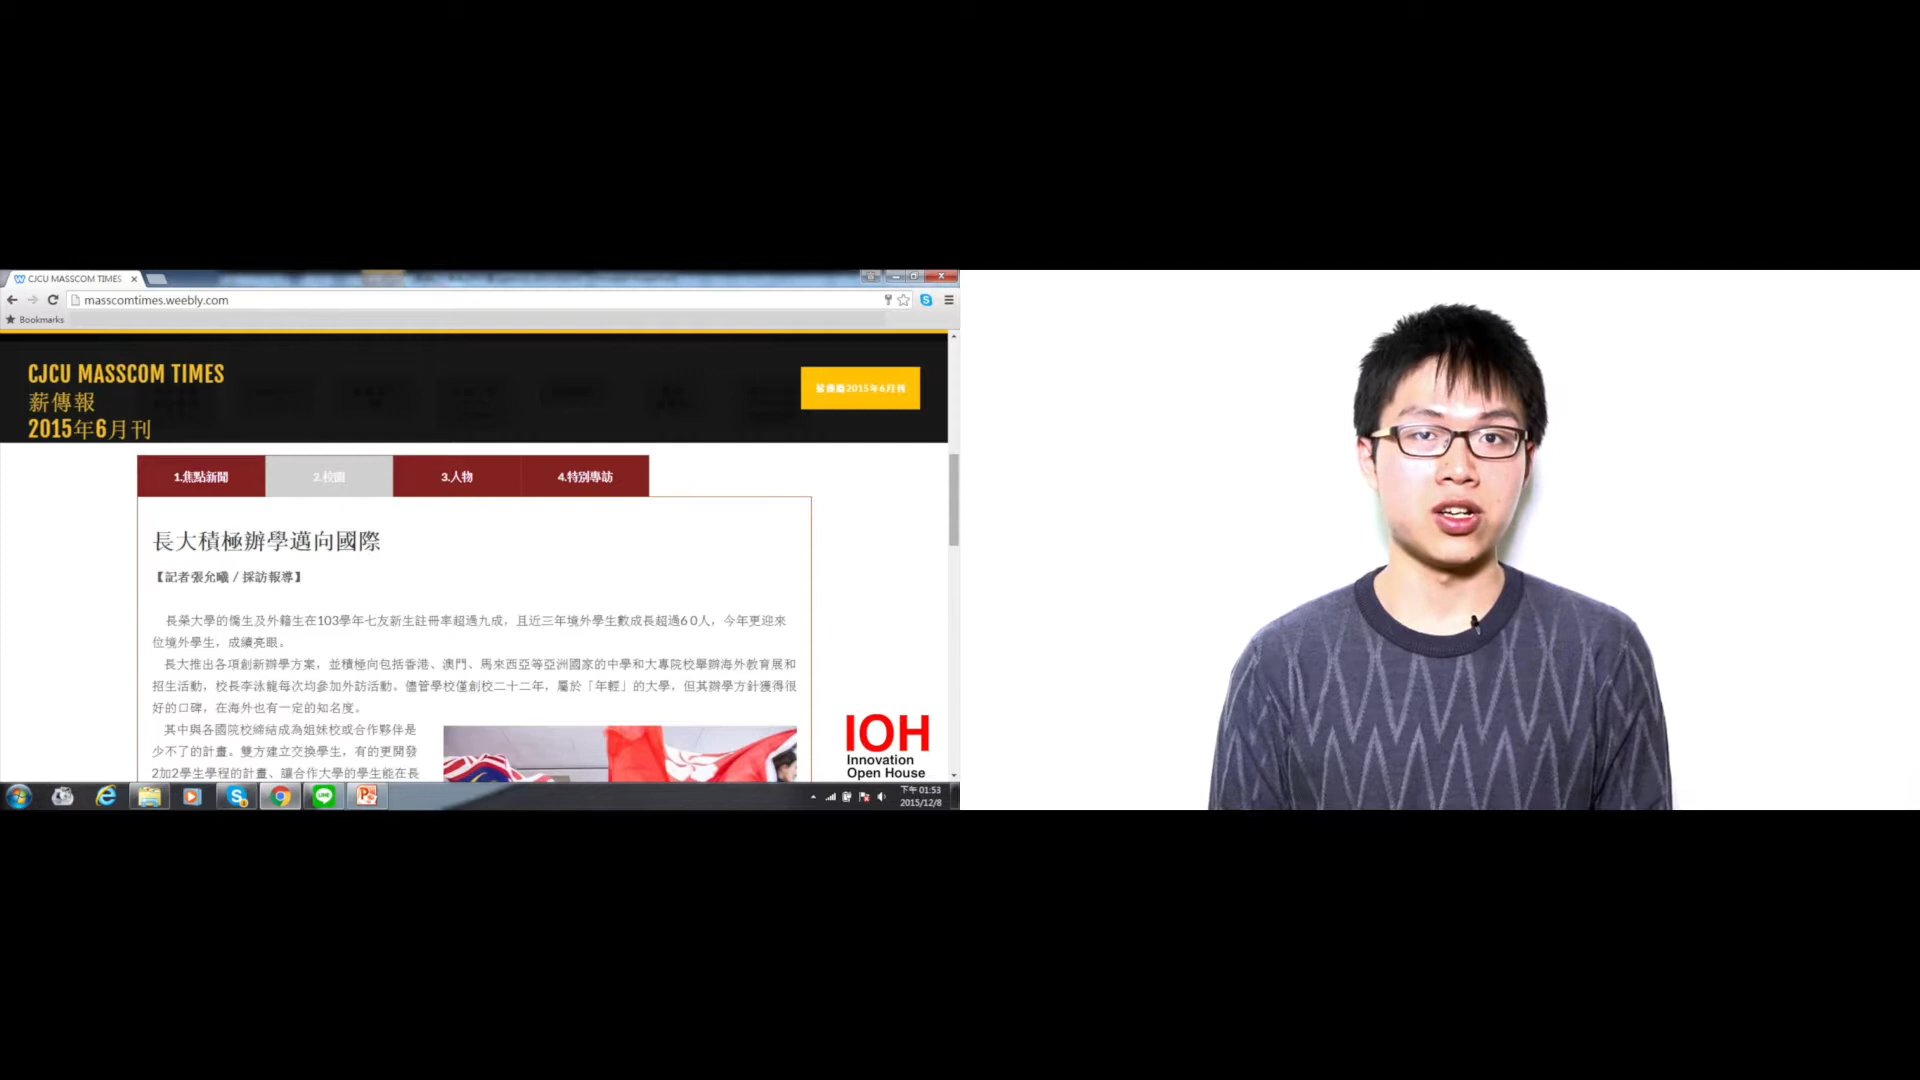 CJCU MASSCOM TIMES
masscomtimes.weebly.com
Bookmarks
CJCU MASSCOM TIMES
薪傳報
2015年6月刊
薪傳報2015年6月刊
1.焦點新聞
2.校園
3.人物
4.特別專訪
長大積極辦學邁向國際
【記者張允曦 / 採訪報導】
長榮大學的僑生及外籍生在103學年七友新生註冊率超過九成，且近三年境外學生數成長超過6 0人，今年更迎來
位境外學生，成績亮眼。
長大推出各項創新辦學方案，並積極向包括香港、澳門、馬來西亞等亞洲國家的中學和大專院校舉辦海外教育展和
招生活動，校長李泳龍每次均參加外訪活動。儘管學校僅創校二十二年，屬於「年輕」的大學，但其辦學方針獲得很
好的口碑，在海外也有一定的知名度。
其中與各國院校締結成為姐妹校或合作夥伴是
少不了的計畫。雙方建立交換學生，有的更開發
2加2學生學程的計畫、讓合作大學的學生能在長
IOH
Innovation
Open House
下午 01:53
2015/12/8